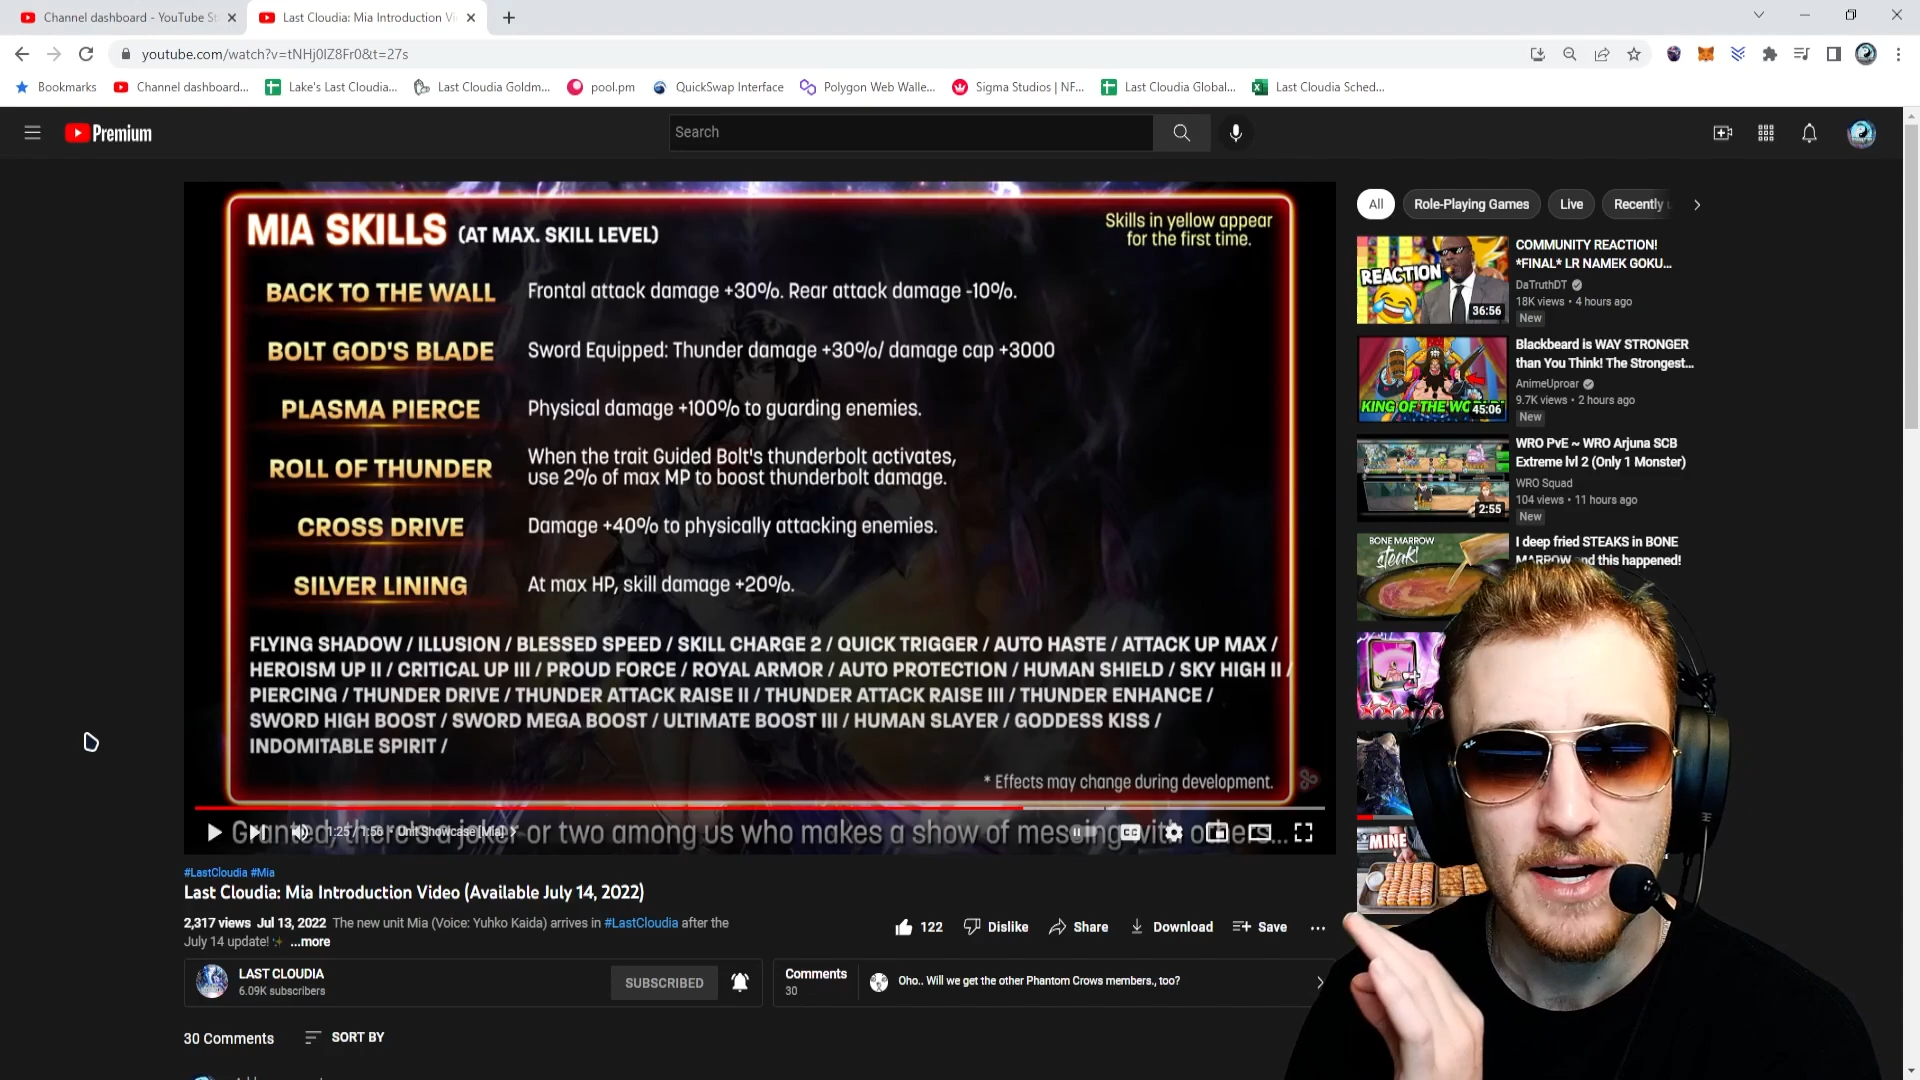 Channel dashboard - YouTube St
Last Cloudia: Mia Introduction Vi
youtube.com/watch?v=tNHj0lZ8Fr0&t=27s
Bookmarks
Channel dashboard...
Lake's Last Cloudia...
Last Cloudia Goldm...
pool.pm
QuickSwap Interface
Polygon Web Walle...
Sigma Studios | NF...
Last Cloudia Global...
Last Cloudia Sched...
Premium
Search
MIA SKILLS (AT MAX. SKILL LEVEL)
Skills in yellow appear
for the first time.
BACK TO THE WALL Frontal attack damage +30%. Rear attack damage -10%.
BOLT GOD'S BLADE Sword Equipped: Thunder damage +30%/ damage cap +3000
PLASMA PIERCE Physical damage +100% to guarding enemies.
ROLL OF THUNDER When the trait Guided Bolt's thunderbolt activates,
use 2% of max MP to boost thunderbolt damage.
CROSS DRIVE Damage +40% to physically attacking enemies.
SILVER LINING At max HP, skill damage +20%.
FLYING SHADOW / ILLUSION / BLESSED SPEED / SKILL CHARGE 2 / QUICK TRIGGER / AUTO HASTE / ATTACK UP MAX /
HEROISM UP II / CRITICAL UP III / PROUD FORCE / ROYAL ARMOR / AUTO PROTECTION / HUMAN SHIELD / SKY HIGH II /
PIERCING / THUNDER DRIVE / THUNDER ATTACK RAISE II / THUNDER ATTACK RAISE III / THUNDER ENHANCE /
SWORD HIGH BOOST / SWORD MEGA BOOST / ULTIMATE BOOST III / HUMAN SLAYER / GODDESS KISS /
INDOMITABLE SPIRIT /
* Effects may change during development.
Granted, there's a joker or two among us who makes a show of messing with others...
1:25 / 1:56 • Unit Showcase [Mia] >
CC
#LastCloudia #Mia
Last Cloudia: Mia Introduction Video (Available July 14, 2022)
2,317 views Jul 13, 2022 The new unit Mia (Voice: Yuhko Kaida) arrives in #LastCloudia after the
July 14 update! ...more
122
Dislike
Share
Download
Save
LAST CLOUDIA
6.09K subscribers
SUBSCRIBED
Comments
30
Oho.. Will we get the other Phantom Crows members., too?
30 Comments
SORT BY
All
Role-Playing Games
Live
Recently
REACTION
36:56
COMMUNITY REACTION!
*FINAL* LR NAMEK GOKU...
DaTruthDT
18K views • 4 hours ago
New
KING OF THE WO
45:06
Blackbeard is WAY STRONGER
than You Think! The Strongest...
AnimeUproar
9.7K views • 2 hours ago
New
2:55
WRO PvE ~ WRO Arjuna SCB
Extreme lvl 2 (Only 1 Monster)
WRO Squad
104 views • 11 hours ago
New
BONE MARROW
steak!
I deep fried STEAKS in BONE
MARROW and this happened!
MINE